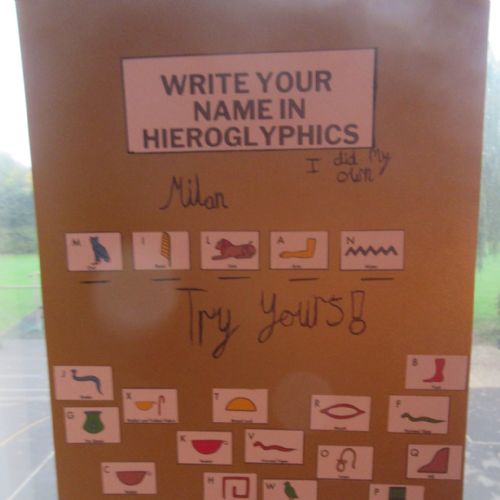 WRITE YOUR
NAME IN
HIEROGLYPHICS
I did My
own
Milan
M
I
L
A
N
Try Yours!
B
J
X
T
R
F
G
K
V
O
Q
C
H
W
P